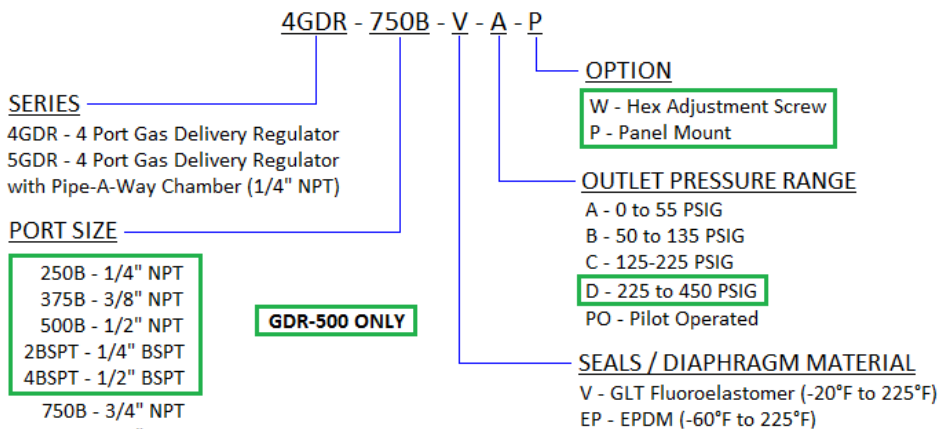 4GDR - 750B - V - A - P
OPTION
W - Hex Adjustment Screw
P - Panel Mount
SERIES
4GDR - 4 Port Gas Delivery Regulator
5GDR - 4 Port Gas Delivery Regulator
with Pipe-A-Way Chamber (1/4" NPT)
OUTLET PRESSURE RANGE
A - 0 to 55 PSIG
B - 50 to 135 PSIG
C - 125-225 PSIG
D - 225 to 450 PSIG
PO - Pilot Operated
PORT SIZE
250B - 1/4" NPT
375B - 3/8" NPT
500B - 1/2" NPT
2BSPT - 1/4" BSPT
4BSPT - 1/2" BSPT
750B - 3/4" NPT
GDR-500 ONLY
SEALS / DIAPHRAGM MATERIAL
V - GLT Fluoroelastomer (-20°F to 225°F)
EP - EPDM (-60°F to 225°F)